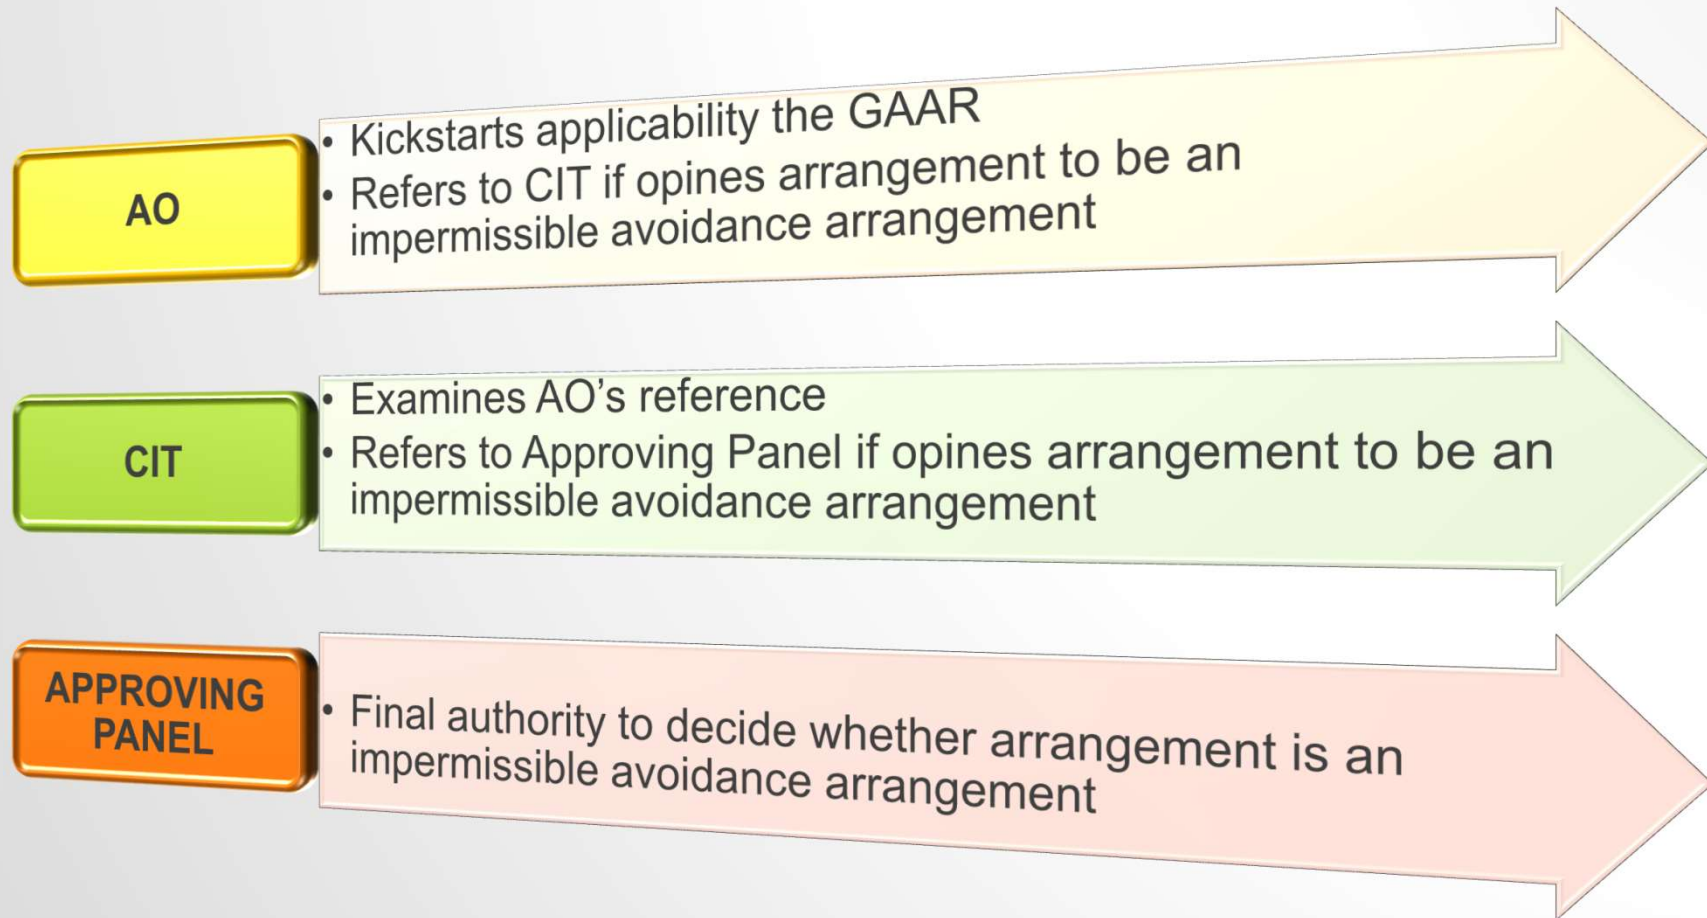 AO
• Kickstarts applicability the GAAR
• Refers to CIT if opines arrangement to be an
impermissible avoidance arrangement
CIT
• Examines AO’s reference
• Refers to Approving Panel if opines arrangement to be an
impermissible avoidance arrangement
APPROVING
PANEL
• Final authority to decide whether arrangement is an
impermissible avoidance arrangement